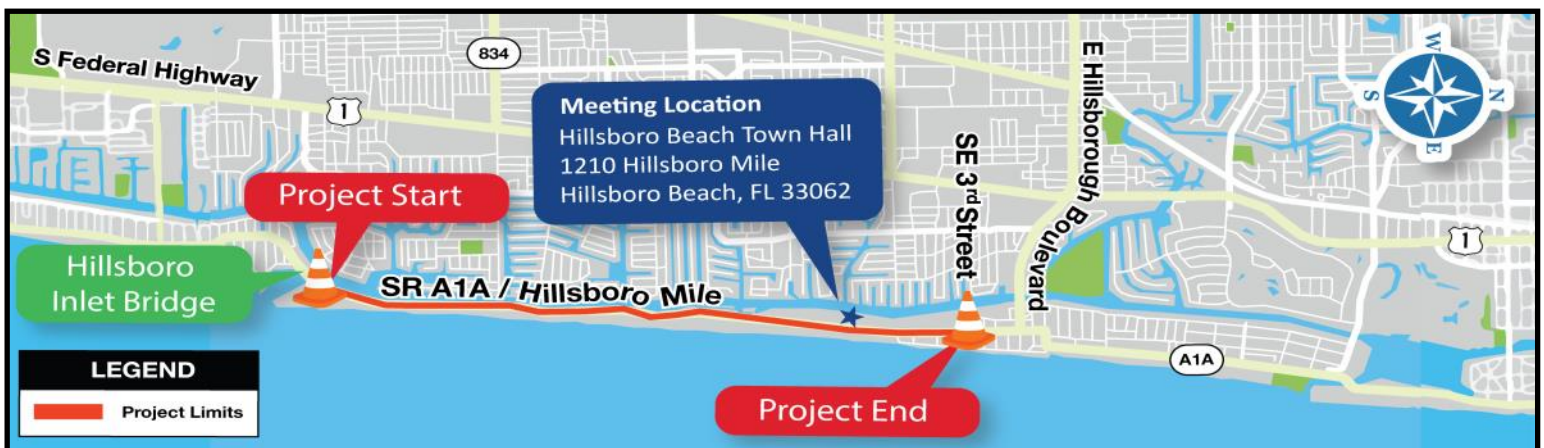 S Federal Highway
834
1
Meeting Location
Hillsboro Beach Town Hall
1210 Hillsboro Mile
Hillsboro Beach, FL 33062
E Hillsborough Boulevard
SE 3rd Street
W
N
S
E
Project Start
1
Hillsboro
Inlet Bridge
SR A1A / Hillsboro Mile
A1A
LEGEND
Project Limits
Project End